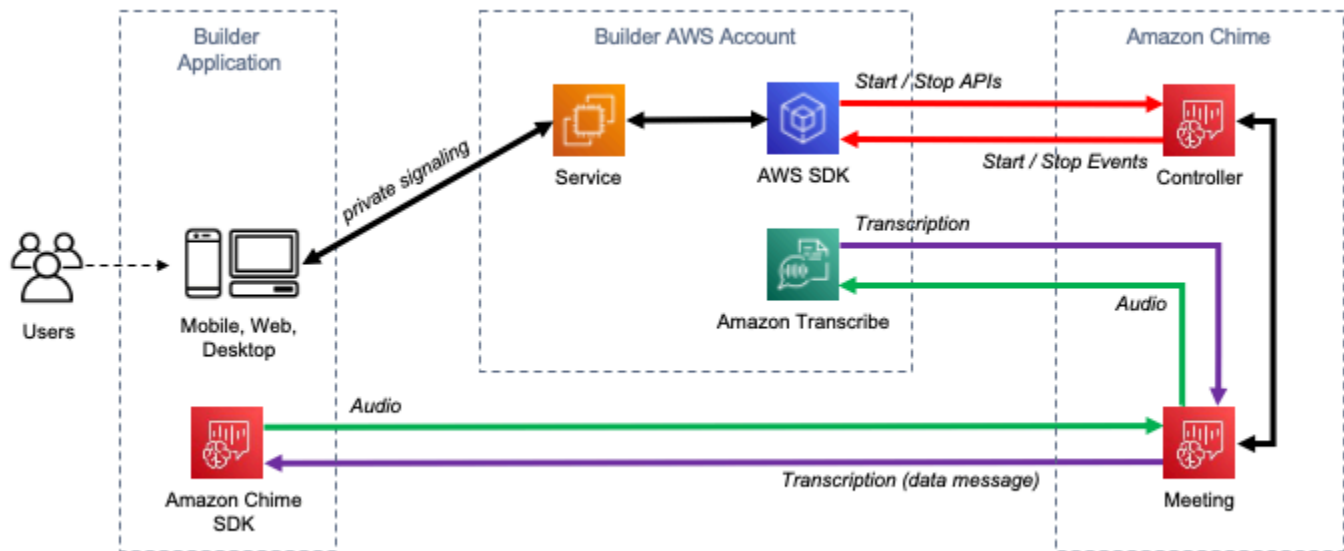 Builder
Application
Builder AWS Account
Amazon Chime
Start / Stop APIs
Start / Stop Events
private signaling
Service
AWS SDK
Controller
Transcription
Audio
Users
Mobile, Web,
Desktop
Amazon Transcribe
Audio
Transcription (data message)
Amazon Chime
SDK
Meeting